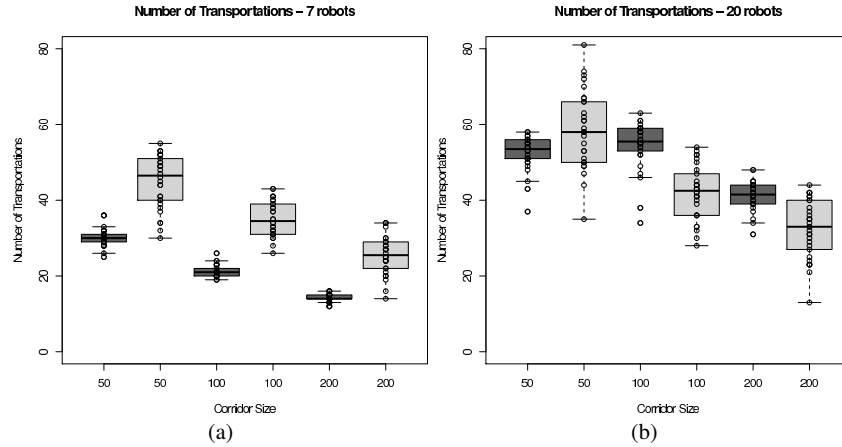 Number of Transportations – 7 robots
Number of Transportations
80
60
40
20
0
50 50 100 100 200 200
Corridor Size
(a)
Number of Transportations – 20 robots
Number of Transportations
80
60
40
20
0
50 50 100 100 200 200
Corridor Size
(b)